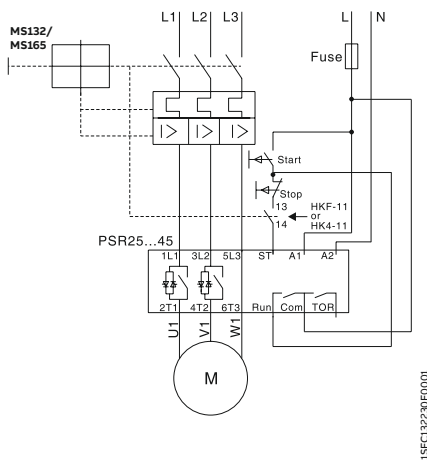 L1 L2 L3 L N
MS132/
MS165
Fuse
I> I> I>
Start
Stop
13 HKF-11
or
14 HK4-11
PSR25...45
1L1 3L2 5L3 ST A1 A2
2T1 4T2 6T3 Run Com TOR
U1 V1 W1
M
1SFC132230F0001